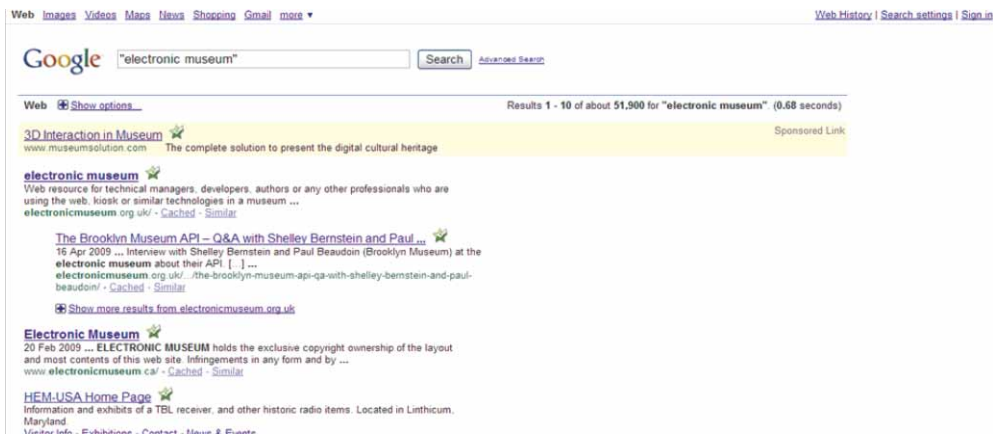 Web Images Videos Maps News Shopping Gmail more ▼ Web History | Search settings | Sign in
Google "electronic museum" Search Advanced Search
Web Show options... Results 1 - 10 of about 51,900 for "electronic museum". (0.68 seconds)
3D Interaction in Museum Sponsored Link
www.museumsolution.com The complete solution to present the digital cultural heritage
electronic museum
Web resource for technical managers, developers, authors or any other professionals who are
using the web, kiosk or similar technologies in a museum ...
electronicmuseum.org.uk/ - Cached - Similar
The Brooklyn Museum API – Q&A with Shelley Bernstein and Paul ...
16 Apr 2009 ... Interview with Shelley Bernstein and Paul Beaudoin (Brooklyn Museum) at the
electronic museum about their API. [...] ...
electronicmuseum.org.uk/.../the-brooklyn-museum-api-qa-with-shelley-bernstein-and-paul-
beaudoin/ - Cached - Similar
Show more results from electronicmuseum.org.uk
Electronic Museum
20 Feb 2009 ... ELECTRONIC MUSEUM holds the exclusive copyright ownership of the layout
and most contents of this web site. Infringements in any form and by ...
www.electronicmuseum.ca/ - Cached - Similar
HEM-USA Home Page
Information and exhibits of a TBL receiver, and other historic radio items. Located in Linthicum,
Maryland.
Visitor Info - Exhibitions - Contact - News & Events